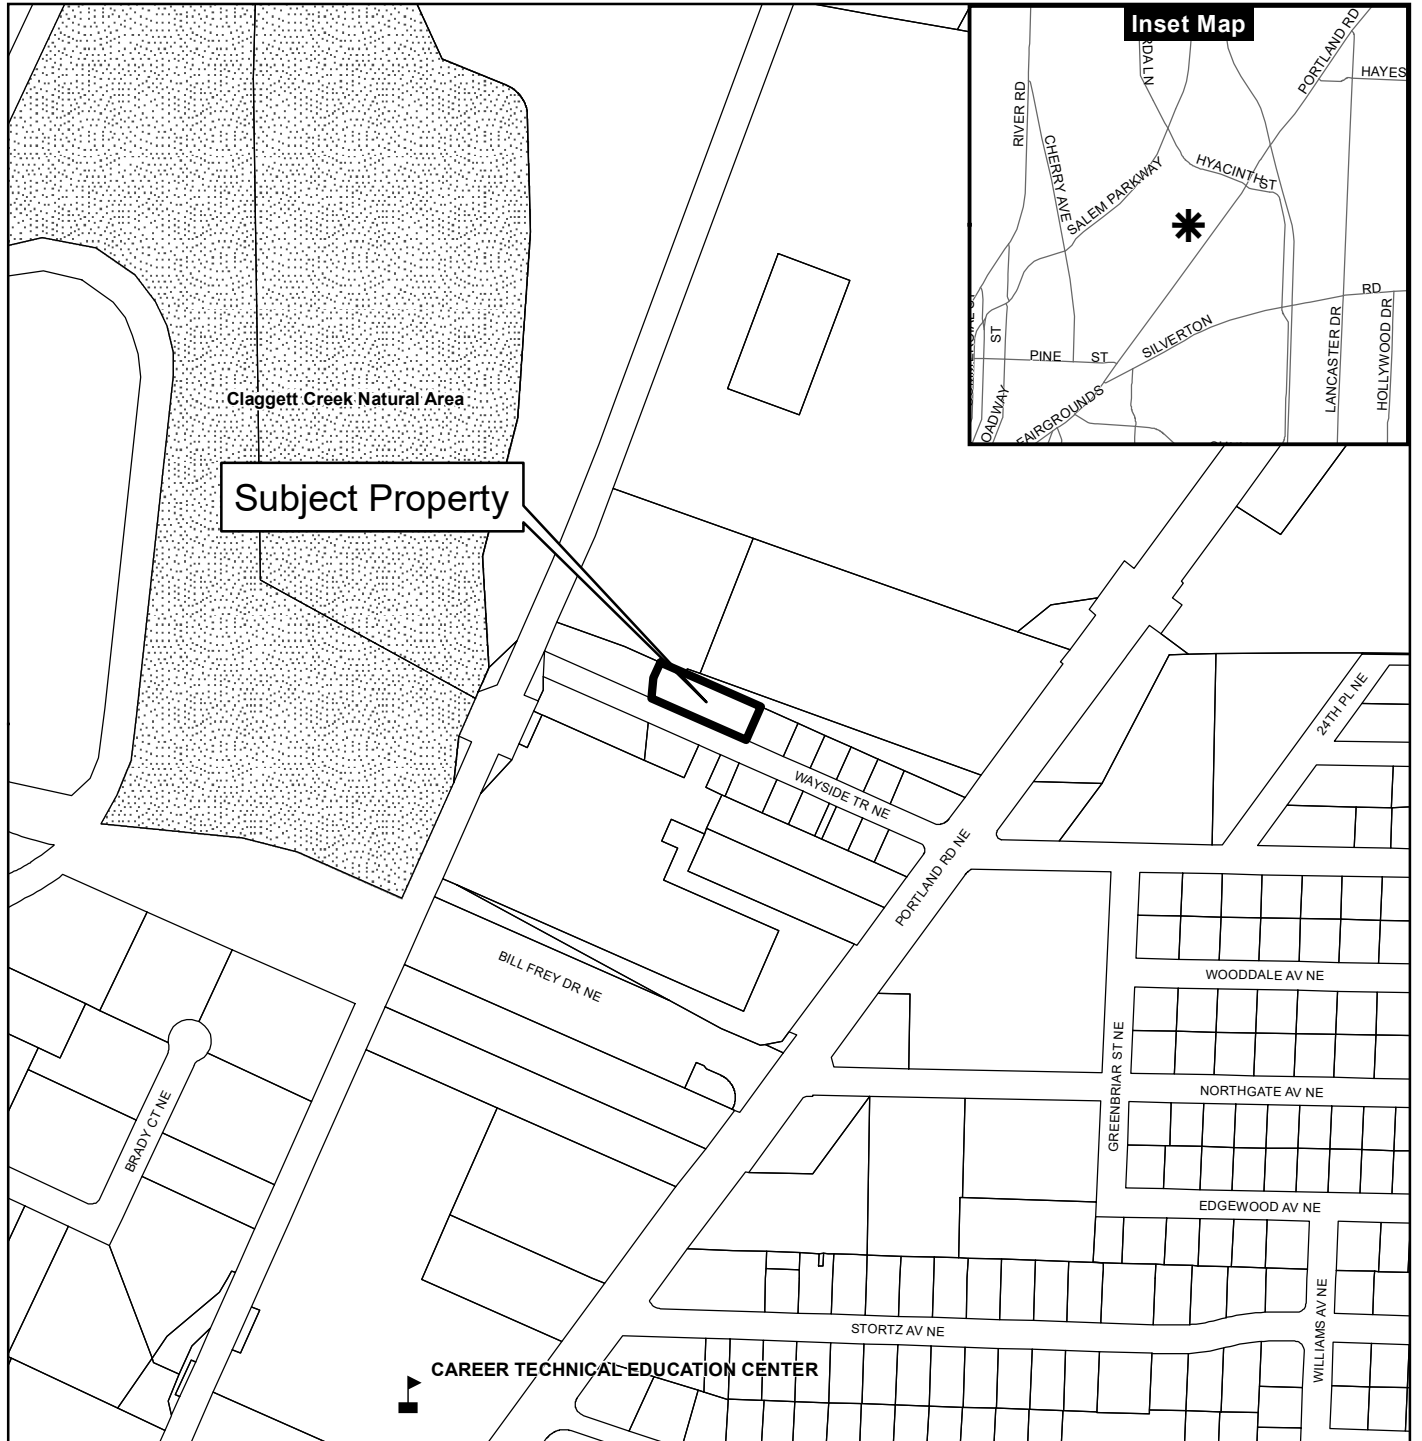 Inset Map
PORTLAND RD
HAYES
RIVER RD
RDA LN
CHERRY AVE
SALEM PARKWAY
HYACINTH ST
RD
SILVERTON
PINE ST
ST
LANCASTER DR
HOLLYWOOD DR
OADWAY
FAIRGROUNDS
Claggett Creek Natural Area
Subject Property
24TH PL NE
WAYSIDE TR NE
PORTLAND RD NE
BILL FREY DR NE
WOODDALE AV NE
GREENBRIAR ST NE
NORTHGATE AV NE
BRADY CT NE
EDGEWOOD AV NE
WILLIAMS AV NE
STORTZ AV NE
CAREER TECHNICAL EDUCATION CENTER